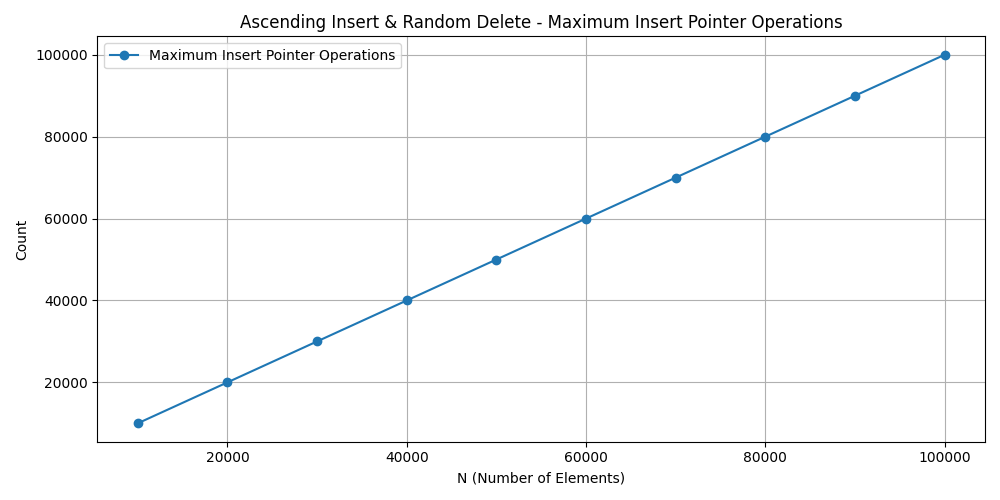 Ascending Insert & Random Delete - Maximum Insert Pointer Operations
Maximum Insert Pointer Operations
Count
100000
80000
60000
40000
20000
20000 40000 60000 80000 100000
N (Number of Elements)